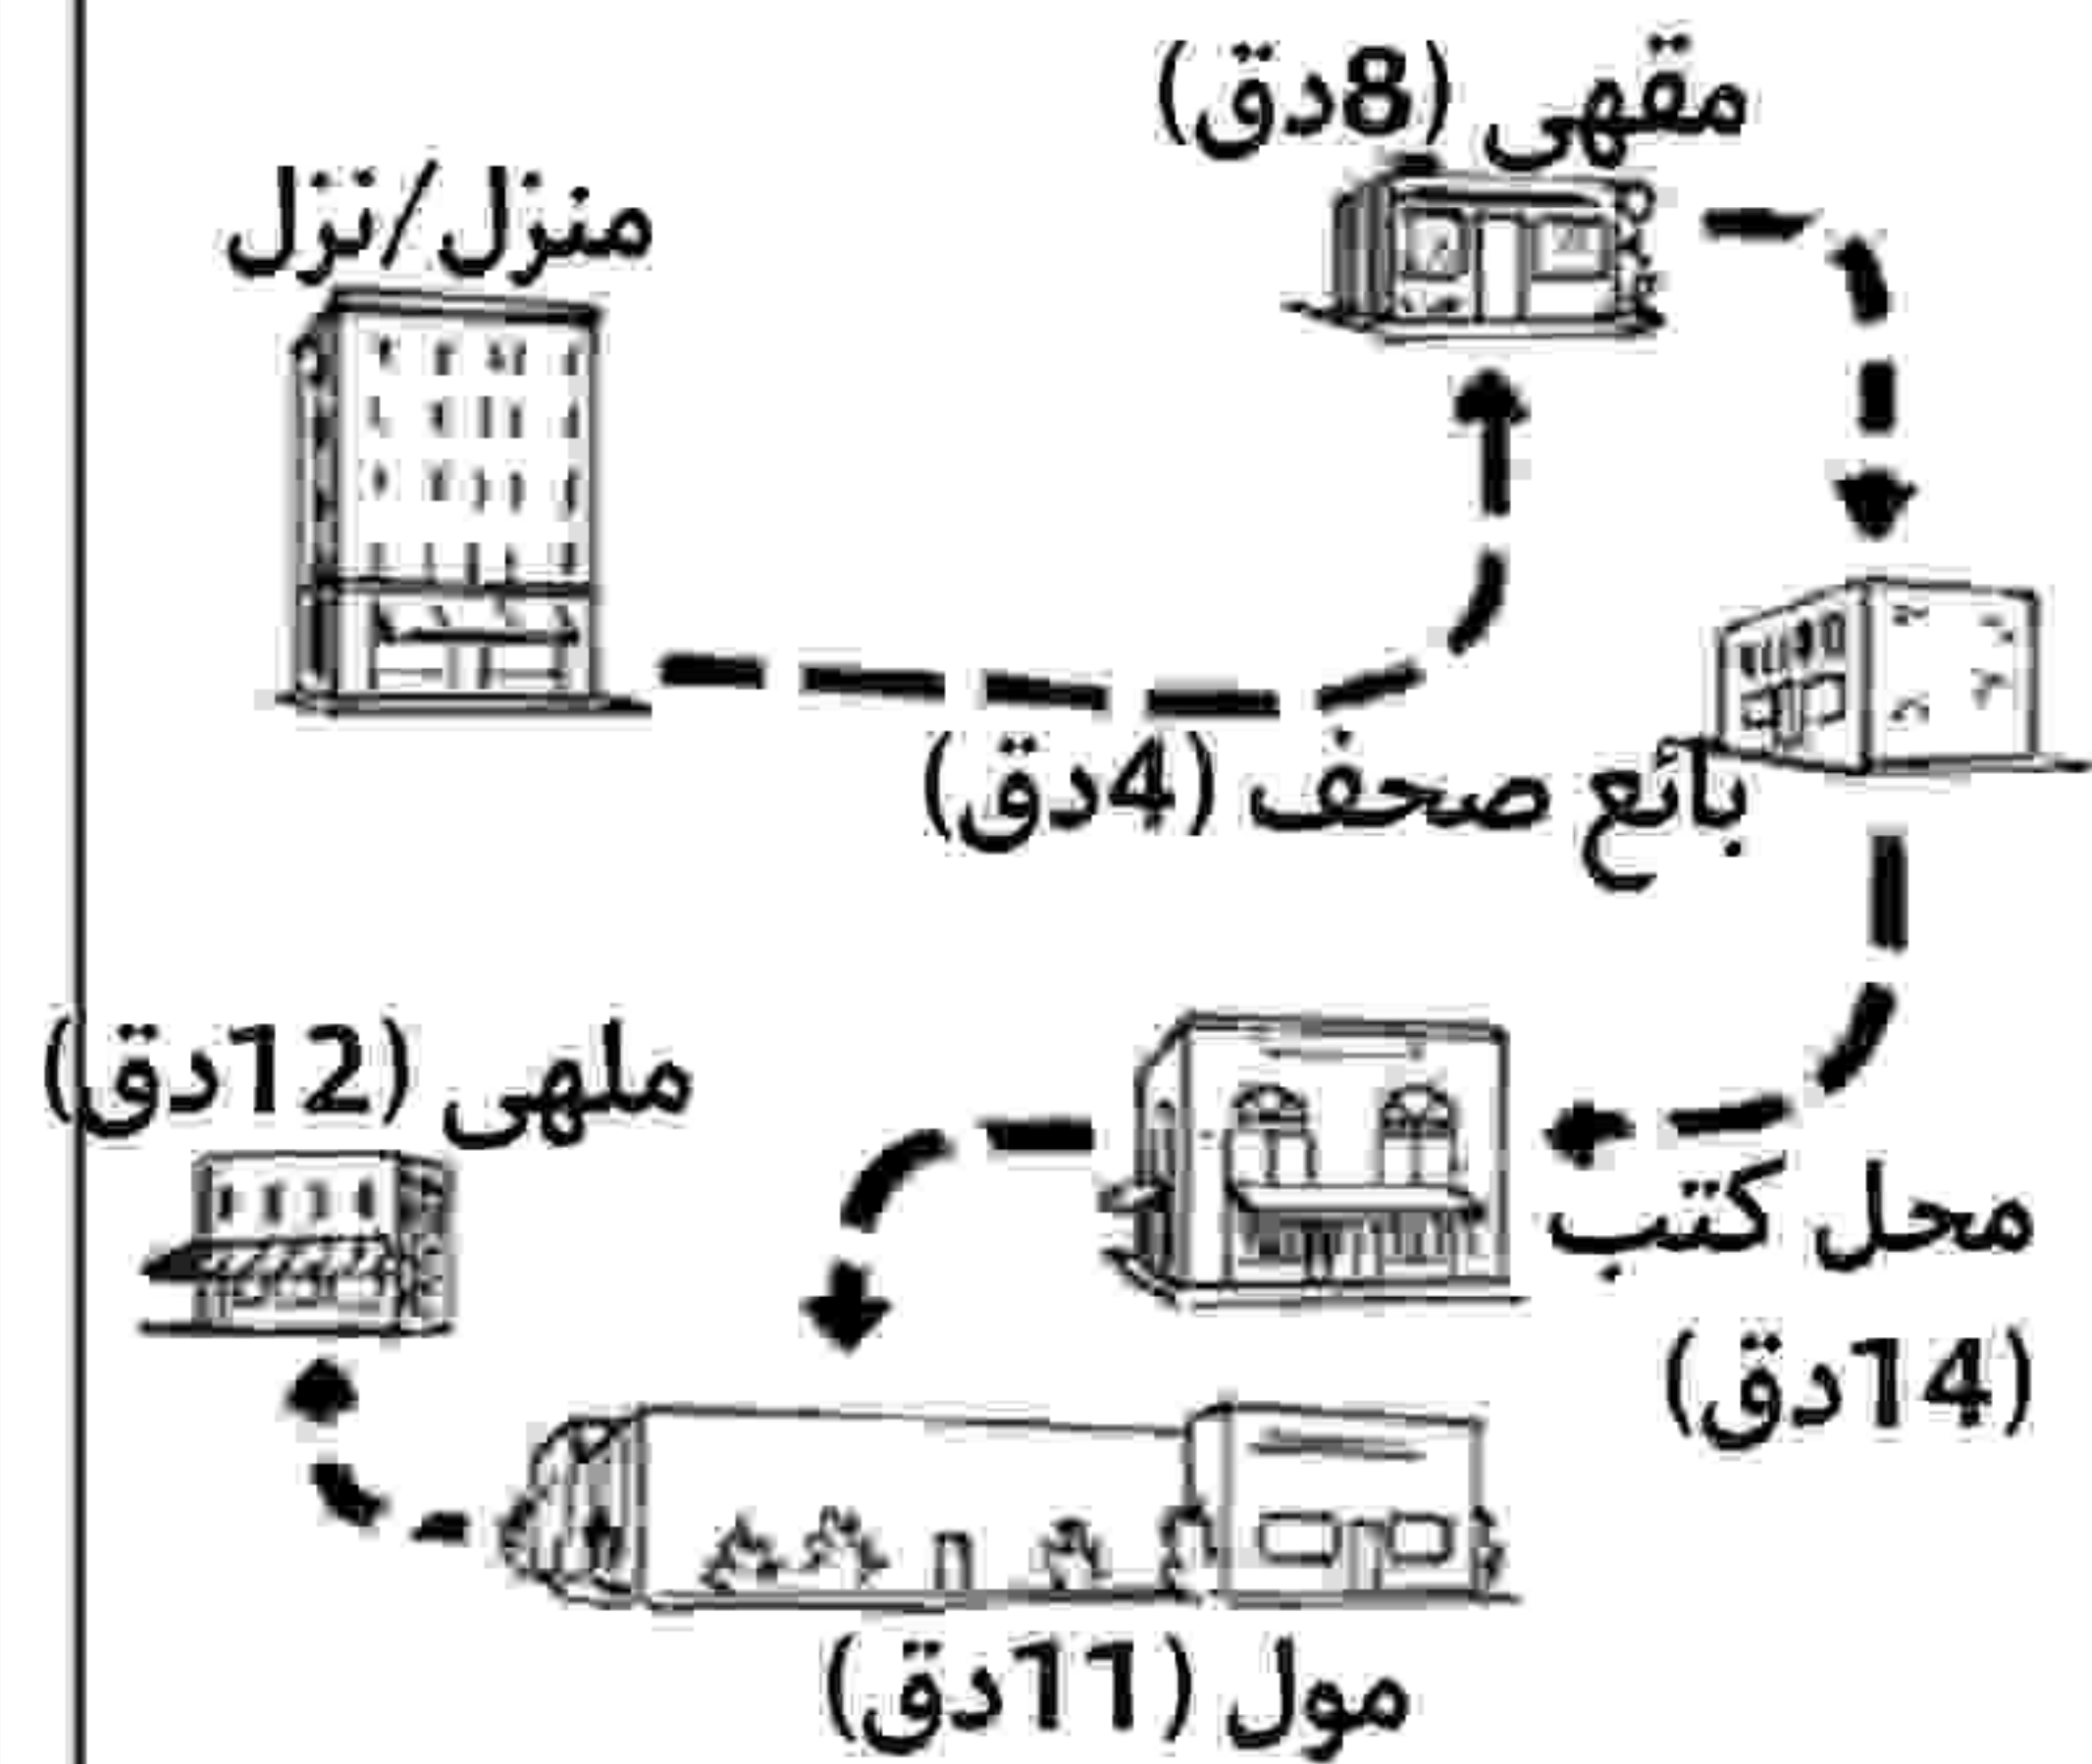 مقهى (8دق)
منزل/نزل
بائع صحف (4دق)
ملهى (12دق)
محل كتب
(14دق)
مول (11دق)